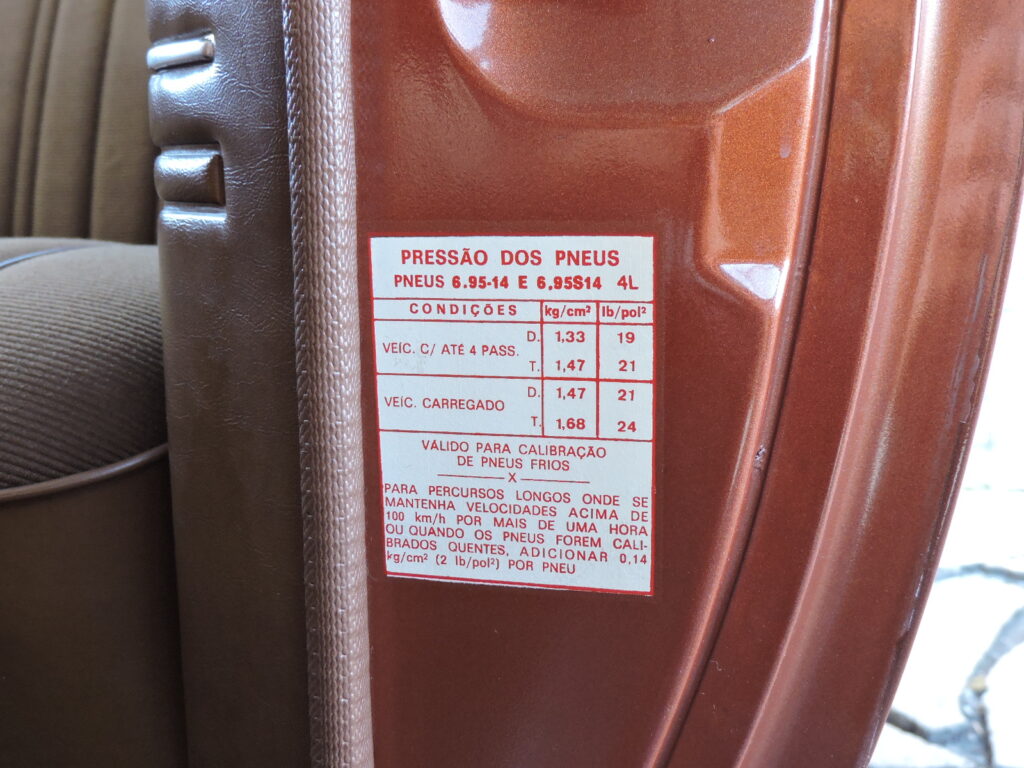 PRESSÃO DOS PNEUS
PNEUS 6.95-14 E 6,95S14 4L
CONDIÇÕES kg/cm² lb/pol²
VEÍC. C/ ATÉ 4 PASS. D. 1,33 19
T. 1,47 21
VEÍC. CARREGADO D. 1,47 21
T. 1,68 24
VÁLIDO PARA CALIBRAÇÃO
DE PNEUS FRIOS
X
PARA PERCURSOS LONGOS ONDE SE
MANTENHA VELOCIDADES ACIMA DE
100 km/h POR MAIS DE UMA HORA
OU QUANDO OS PNEUS FOREM CALI-
BRADOS QUENTES, ADICIONAR 0,14
kg/cm² (2 lb/pol²) POR PNEU